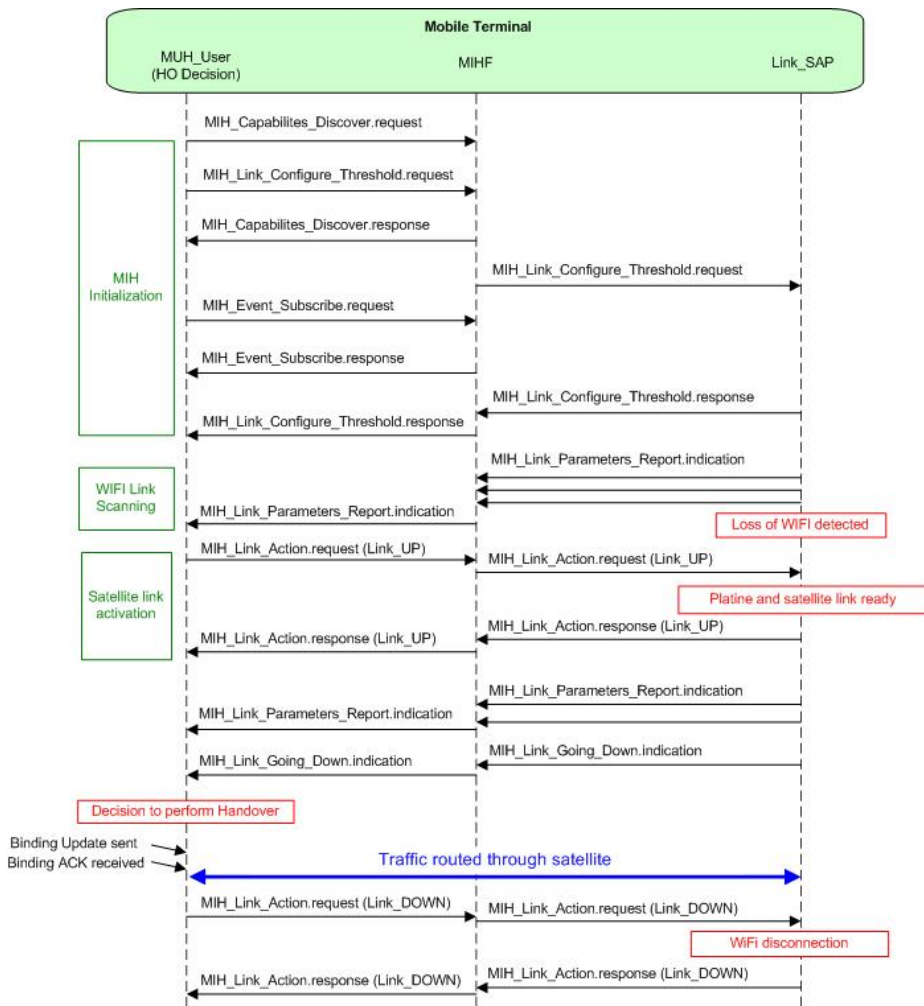 Mobile Terminal
MUH_User
(HO Decision)
MIHF
Link_SAP
MIH_Capabilites_Discover.request
MIH_Link_Configure_Threshold.request
MIH_Capabilites_Discover.response
MIH_Link_Configure_Threshold.request
MIH
Initialization
MIH_Event_Subscribe.request
MIH_Event_Subscribe.response
MIH_Link_Configure_Threshold.response
MIH_Link_Configure_Threshold.response
MIH_Link_Parameters_Report.indication
WIFI Link
Scanning
MIH_Link_Parameters_Report.indication
Loss of WIFI detected
MIH_Link_Action.request (Link_UP)
MIH_Link_Action.request (Link_UP)
Satellite link
activation
Platine and satellite link ready
MIH_Link_Action.response (Link_UP)
MIH_Link_Action.response (Link_UP)
MIH_Link_Parameters_Report.indication
MIH_Link_Parameters_Report.indication
MIH_Link_Going_Down.indication
MIH_Link_Going_Down.indication
Decision to perform Handover
Binding Update sent
Binding ACK received
Traffic routed through satellite
MIH_Link_Action.request (Link_DOWN)
MIH_Link_Action.request (Link_DOWN)
WiFi disconnection
MIH_Link_Action.response (Link_DOWN)
MIH_Link_Action.response (Link_DOWN)